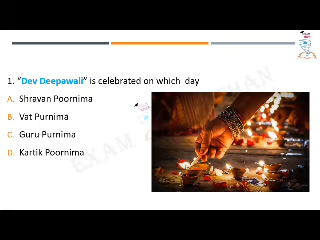 1. “Dev Deepawali” is celebrated on which day
A. Shravan Poornima
B. Vat Purnima
C. Guru Purnima
D. Kartik Poornima